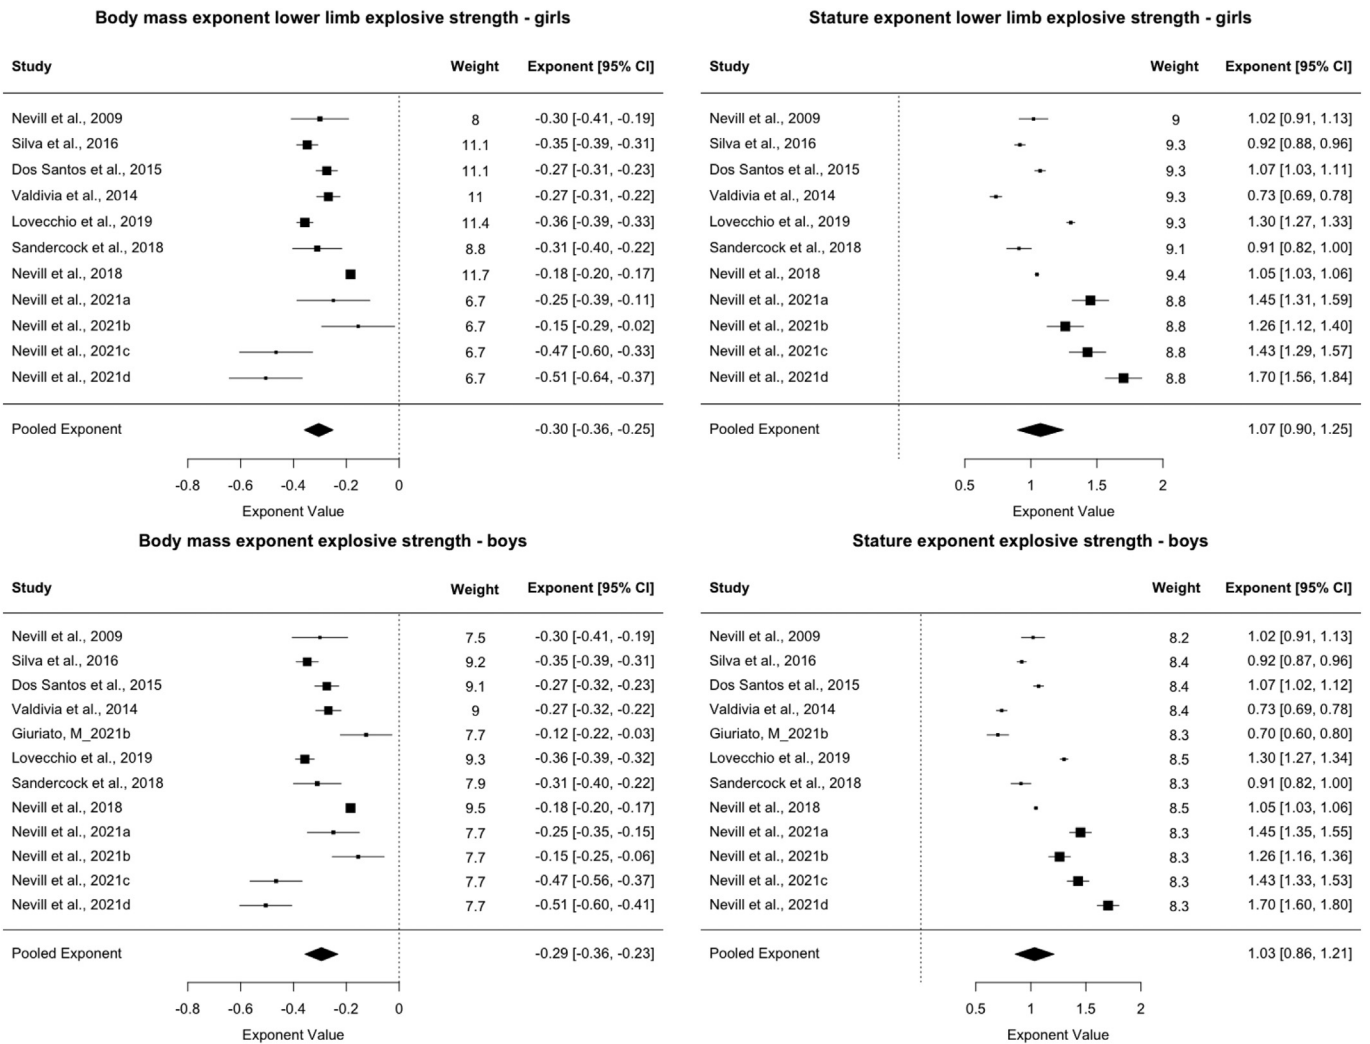 Body mass exponent lower limb explosive strength - girls
Study Weight Exponent [95% CI]
Nevill et al., 2009 8 -0.30 [-0.41, -0.19]
Silva et al., 2016 11.1 -0.35 [-0.39, -0.31]
Dos Santos et al., 2015 11.1 -0.27 [-0.31, -0.23]
Valdivia et al., 2014 11 -0.27 [-0.31, -0.22]
Lovecchio et al., 2019 11.4 -0.36 [-0.39, -0.33]
Sandercock et al., 2018 8.8 -0.31 [-0.40, -0.22]
Nevill et al., 2018 11.7 -0.18 [-0.20, -0.17]
Nevill et al., 2021a 6.7 -0.25 [-0.39, -0.11]
Nevill et al., 2021b 6.7 -0.15 [-0.29, -0.02]
Nevill et al., 2021c 6.7 -0.47 [-0.60, -0.33]
Nevill et al., 2021d 6.7 -0.51 [-0.64, -0.37]
Pooled Exponent -0.30 [-0.36, -0.25]
-0.8 -0.6 -0.4 -0.2 0
Exponent Value
Stature exponent lower limb explosive strength - girls
Study Weight Exponent [95% CI]
Nevill et al., 2009 9 1.02 [0.91, 1.13]
Silva et al., 2016 9.3 0.92 [0.88, 0.96]
Dos Santos et al., 2015 9.3 1.07 [1.03, 1.11]
Valdivia et al., 2014 9.3 0.73 [0.69, 0.78]
Lovecchio et al., 2019 9.3 1.30 [1.27, 1.33]
Sandercock et al., 2018 9.1 0.91 [0.82, 1.00]
Nevill et al., 2018 9.4 1.05 [1.03, 1.06]
Nevill et al., 2021a 8.8 1.45 [1.31, 1.59]
Nevill et al., 2021b 8.8 1.26 [1.12, 1.40]
Nevill et al., 2021c 8.8 1.43 [1.29, 1.57]
Nevill et al., 2021d 8.8 1.70 [1.56, 1.84]
Pooled Exponent 1.07 [0.90, 1.25]
0.5 1 1.5 2
Exponent Value
Body mass exponent explosive strength - boys
Study Weight Exponent [95% CI]
Nevill et al., 2009 7.5 -0.30 [-0.41, -0.19]
Silva et al., 2016 9.2 -0.35 [-0.39, -0.31]
Dos Santos et al., 2015 9.1 -0.27 [-0.32, -0.23]
Valdivia et al., 2014 9 -0.27 [-0.32, -0.22]
Giuriato, M_2021b 7.7 -0.12 [-0.22, -0.03]
Lovecchio et al., 2019 9.3 -0.36 [-0.39, -0.32]
Sandercock et al., 2018 7.9 -0.31 [-0.40, -0.22]
Nevill et al., 2018 9.5 -0.18 [-0.20, -0.17]
Nevill et al., 2021a 7.7 -0.25 [-0.35, -0.15]
Nevill et al., 2021b 7.7 -0.15 [-0.25, -0.06]
Nevill et al., 2021c 7.7 -0.47 [-0.56, -0.37]
Nevill et al., 2021d 7.7 -0.51 [-0.60, -0.41]
Pooled Exponent -0.29 [-0.36, -0.23]
-0.8 -0.6 -0.4 -0.2 0
Exponent Value
Stature exponent explosive strength - boys
Study Weight Exponent [95% CI]
Nevill et al., 2009 8.2 1.02 [0.91, 1.13]
Silva et al., 2016 8.4 0.92 [0.87, 0.96]
Dos Santos et al., 2015 8.4 1.07 [1.02, 1.12]
Valdivia et al., 2014 8.4 0.73 [0.69, 0.78]
Giuriato, M_2021b 8.3 0.70 [0.60, 0.80]
Lovecchio et al., 2019 8.5 1.30 [1.27, 1.34]
Sandercock et al., 2018 8.3 0.91 [0.82, 1.00]
Nevill et al., 2018 8.5 1.05 [1.03, 1.06]
Nevill et al., 2021a 8.3 1.45 [1.35, 1.55]
Nevill et al., 2021b 8.3 1.26 [1.16, 1.36]
Nevill et al., 2021c 8.3 1.43 [1.33, 1.53]
Nevill et al., 2021d 8.3 1.70 [1.60, 1.80]
Pooled Exponent 1.03 [0.86, 1.21]
0.5 1 1.5 2
Exponent Value